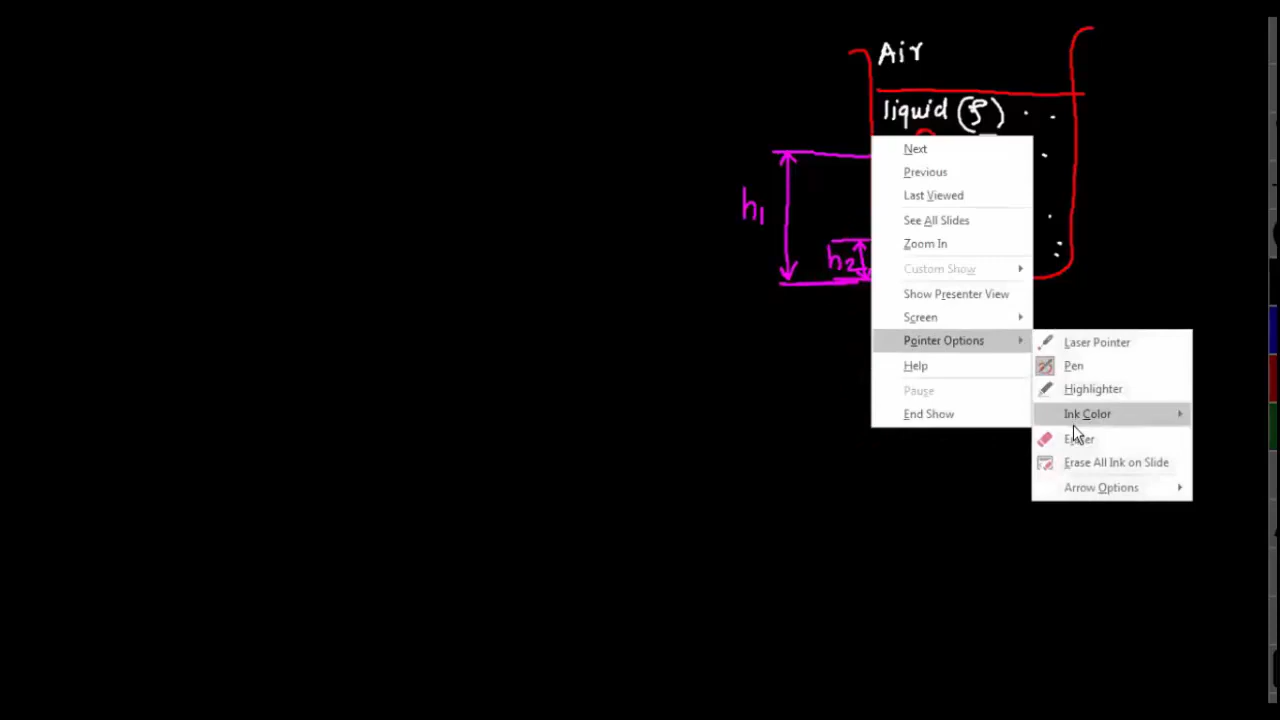 Air
liquid (ρ)
h1
h2
Next
Previous
Last Viewed
See All Slides
Zoom In
Custom Show
Show Presenter View
Screen
Pointer Options
Help
Pause
End Show
Laser Pointer
Pen
Highlighter
Ink Color
Eraser
Erase All Ink on Slide
Arrow Options